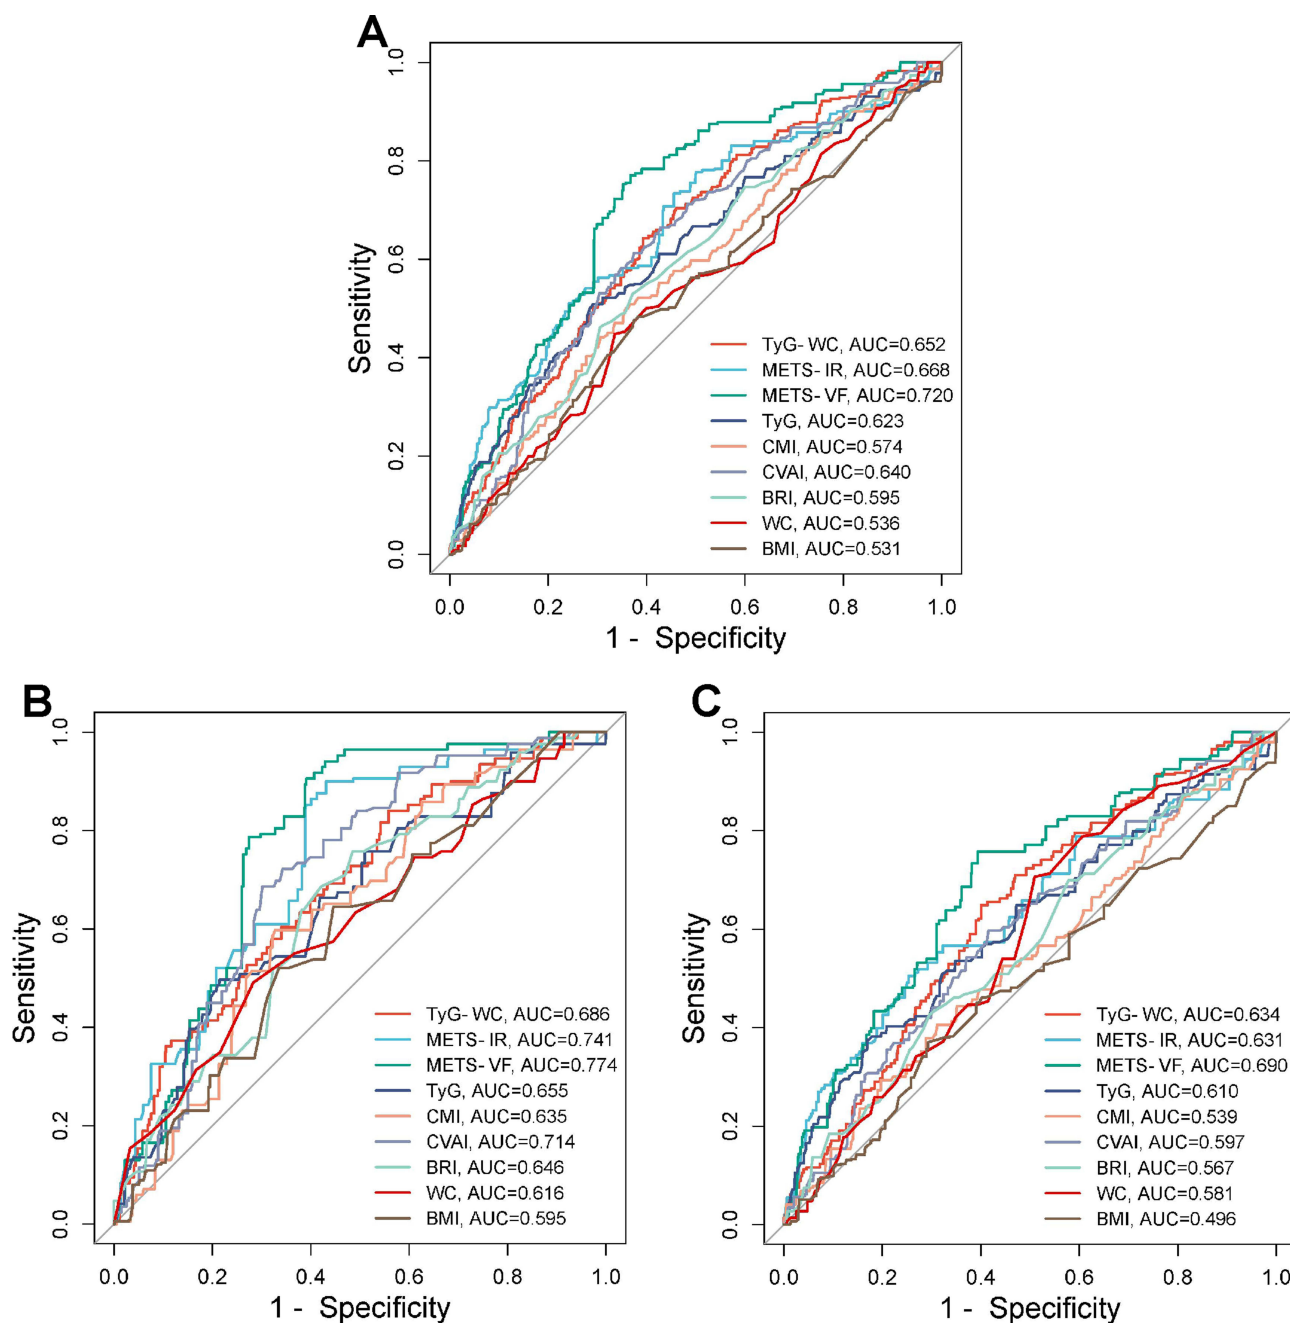 A
Sensitivity
1.0
0.8
0.6
0.4
0.2
0.0
TyG- WC, AUC=0.652
METS- IR, AUC=0.668
METS- VF, AUC=0.720
TyG, AUC=0.623
CMI, AUC=0.574
CVAI, AUC=0.640
BRI, AUC=0.595
WC, AUC=0.536
BMI, AUC=0.531
0.0 0.2 0.4 0.6 0.8 1.0
1 - Specificity
B
Sensitivity
1.0
0.8
0.6
0.4
0.2
0.0
TyG- WC, AUC=0.686
METS- IR, AUC=0.741
METS- VF, AUC=0.774
TyG, AUC=0.655
CMI, AUC=0.635
CVAI, AUC=0.714
BRI, AUC=0.646
WC, AUC=0.616
BMI, AUC=0.595
0.0 0.2 0.4 0.6 0.8 1.0
1 - Specificity
C
Sensitivity
1.0
0.8
0.6
0.4
0.2
0.0
TyG- WC, AUC=0.634
METS- IR, AUC=0.631
METS- VF, AUC=0.690
TyG, AUC=0.610
CMI, AUC=0.539
CVAI, AUC=0.597
BRI, AUC=0.567
WC, AUC=0.581
BMI, AUC=0.496
0.0 0.2 0.4 0.6 0.8 1.0
1 - Specificity